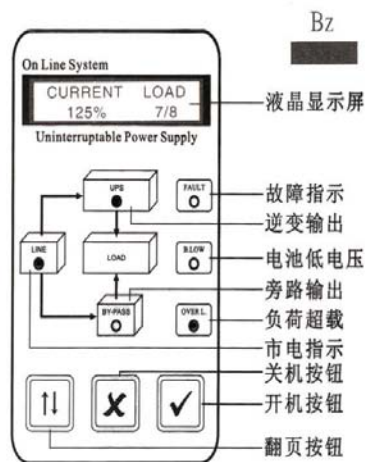 Bz
On Line System
CURRENT LOAD
125% 7/8
液晶显示屏
Uninterruptable Power Supply
UPS
FAULT
故障指示
逆变输出
LINE
LOAD
B.LOW
电池低电压
旁路输出
BY-PASS
OVER L.
负荷超载
市电指示
关机按钮
开机按钮
翻页按钮